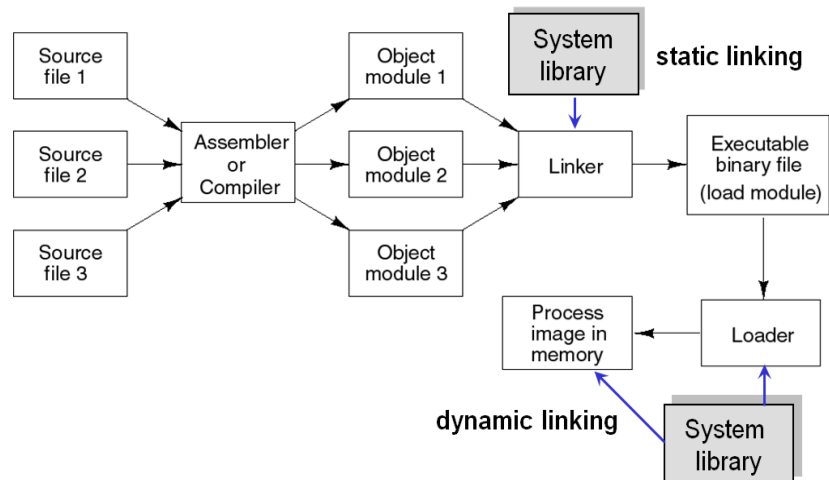 Source
file 1
Source
file 2
Source
file 3
Assembler
or
Compiler
Object
module 1
Object
module 2
Object
module 3
System
library
static linking
Linker
Executable
binary file
(load module)
Loader
Process
image in
memory
dynamic linking
System
library